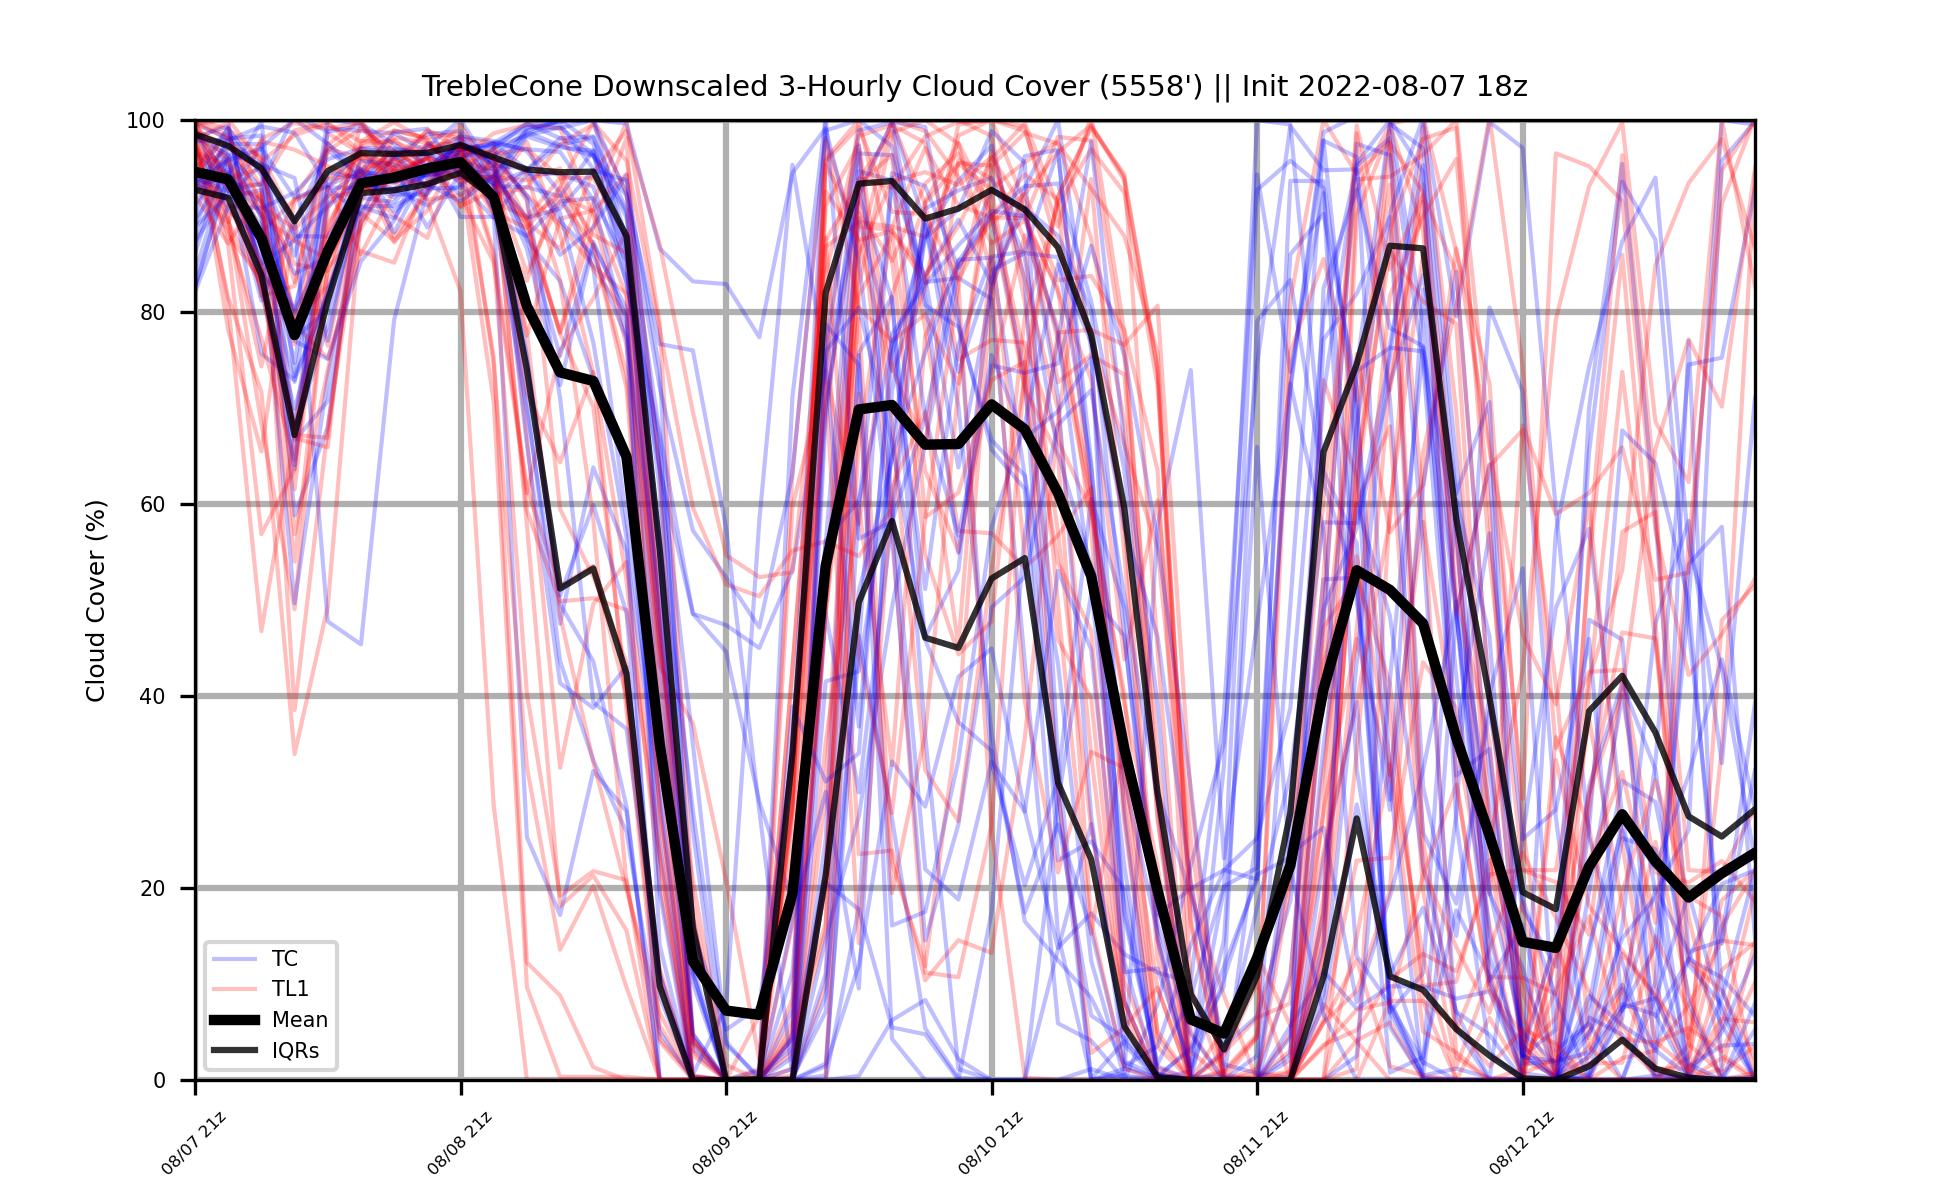 TrebleCone Downscaled 3-Hourly Cloud Cover (5558') || Init 2022-08-07 18z
Cloud Cover (%)
100
80
60
40
20
0
TC
TL1
Mean
IQRs
08/07 21z
08/08 21z
08/09 21z
08/10 21z
08/11 21z
08/12 21z